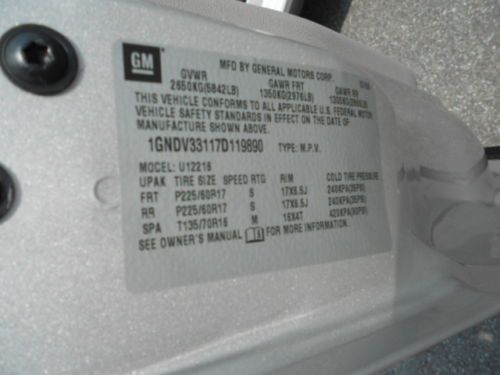 GM
MFD BY GENERAL MOTORS CORP
GVWR GAWR FRT GAWR RR
2650KG(5842LB) 1350KG(2976LB)
THIS VEHICLE CONFORMS TO ALL APPLICABLE U.S. FEDERAL MOTOR
VEHICLE SAFETY STANDARDS IN EFFECT ON THE DATE OF
MANUFACTURE SHOWN ABOVE.
1GNDV33117D119890 TYPE: M.P.V.
MODEL: U12216
UPAK TIRE SIZE SPEED RTG RIM COLD TIRE PRESSURE
FRT P225/60R17 S 17X6.5J 240KPA(35PSI)
RR P225/60R17 S 17X6.5J 240KPA(35PSI)
SPA T135/70R16 M 16X4T 420KPA(60PSI)
SEE OWNER'S MANUAL FOR MORE INFORMATION.